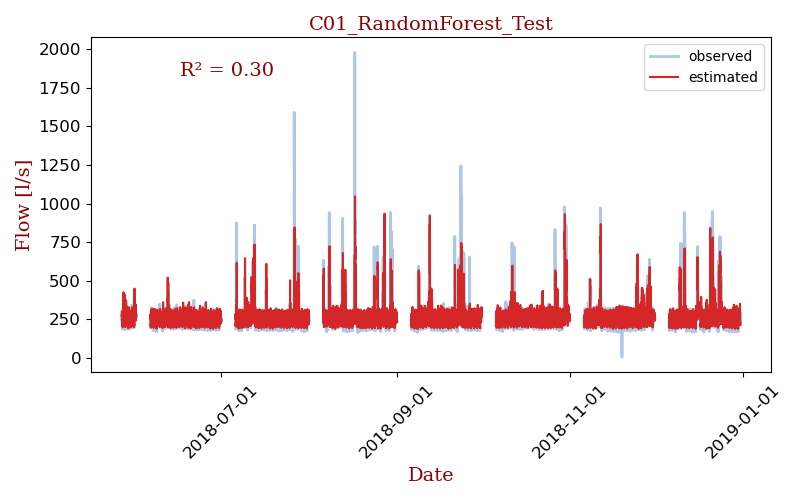 C01_RandomForest_Test
R² = 0.30
observed
estimated
Flow [l/s]
2000
1750
1500
1250
1000
750
500
250
0
2018-07-01
2018-09-01
2018-11-01
2019-01-01
Date